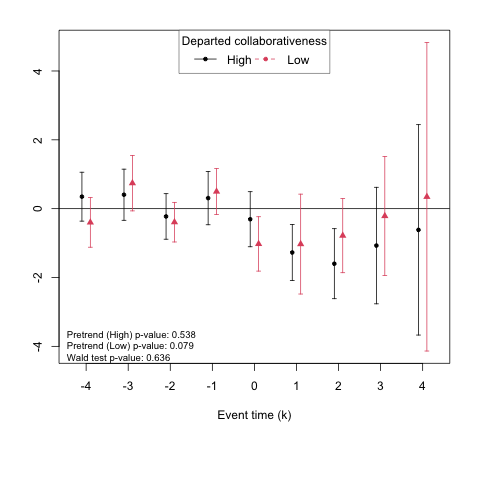 Departed collaborativeness
High Low
4
2
0
-2
-4
Pretrend (High) p-value: 0.538
Pretrend (Low) p-value: 0.079
Wald test p-value: 0.636
-4 -3 -2 -1 0 1 2 3 4
Event time (k)